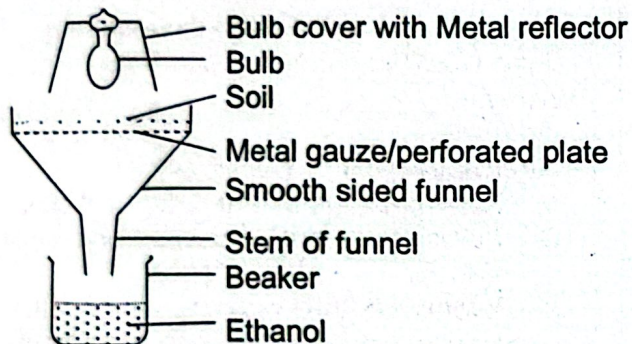 Bulb cover with Metal reflector
Bulb
Soil
Metal gauze/perforated plate
Smooth sided funnel
Stem of funnel
Beaker
Ethanol